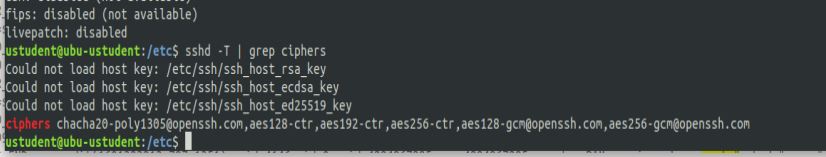 fips: disabled (not available)
livepatch: disabled
ustudent@ubu-ustudent:/etc$ sshd -T | grep ciphers
Could not load host key: /etc/ssh/ssh_host_rsa_key
Could not load host key: /etc/ssh/ssh_host_ecdsa_key
Could not load host key: /etc/ssh/ssh_host_ed25519_key
ciphers chacha20-poly1305@openssh.com,aes128-ctr,aes192-ctr,aes256-ctr,aes128-gcm@openssh.com,aes256-gcm@openssh.com
ustudent@ubu-ustudent:/etc$